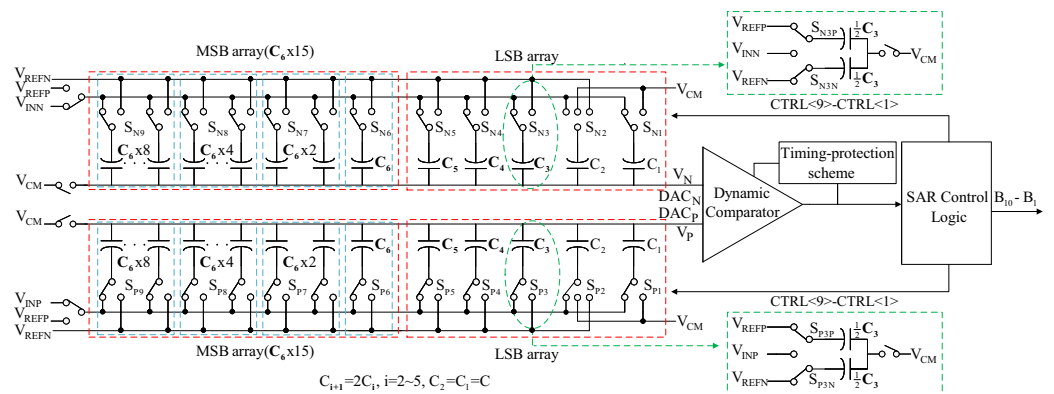 MSB array(C6x15)
LSB array
VREFN
VREFP
VINN
SN9
SN8
SN7
SN6
SN5
SN4
SN3
SN2
SN1
VCM
C6x8
C6x4
C6x2
C6
C5
C4
C3
C2
C1
VCM
VN
DACN
DACP
VP
VCM
C6x8
C6x4
C6x2
C6
C5
C4
C3
C2
C1
SP9
SP8
SP7
SP6
SP5
SP4
SP3
SP2
SP1
VINP
VREFP
VREFN
VCM
MSB array(C6x15)
LSB array
Ci+1=2Ci, i=2~5, C2=C1=C
VREFP
SN3P
1/2 C3
VINN
VCM
VREFN
SN3N
1/2 C3
CTRL<9>-CTRL<1>
Dynamic
Comparator
Timing-protection
scheme
SAR Control
Logic
B10 - B1
CTRL<9>-CTRL<1>
VREFP
SP3P
1/2 C3
VINP
VCM
VREFN
SP3N
1/2 C3